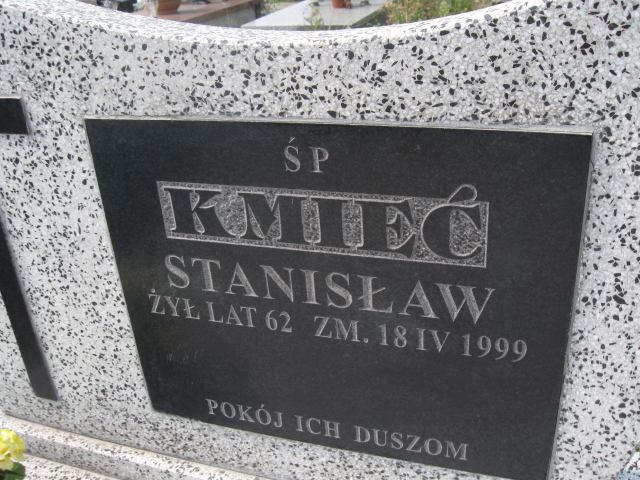 ŚP
KMIEĆ
STANISŁAW
ŻYŁ LAT 62 ZM. 18 IV 1999
POKÓJ ICH DUSZOM